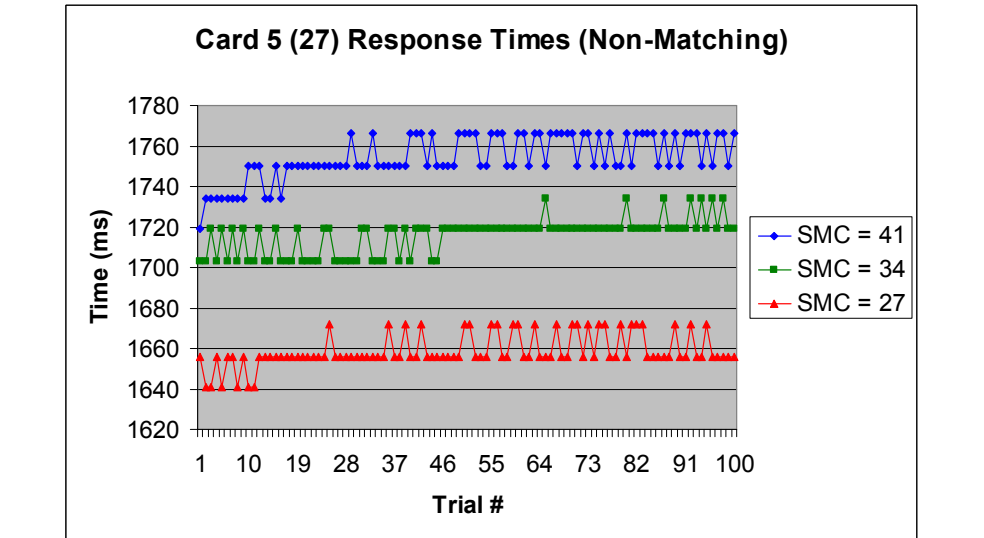 Card 5 (27) Response Times (Non-Matching)
1780
1760
1740
1720
1700
1680
1660
1640
1620
Time (ms)
1 10 19 28 37 46 55 64 73 82 91 100
Trial #
SMC = 41
SMC = 34
SMC = 27